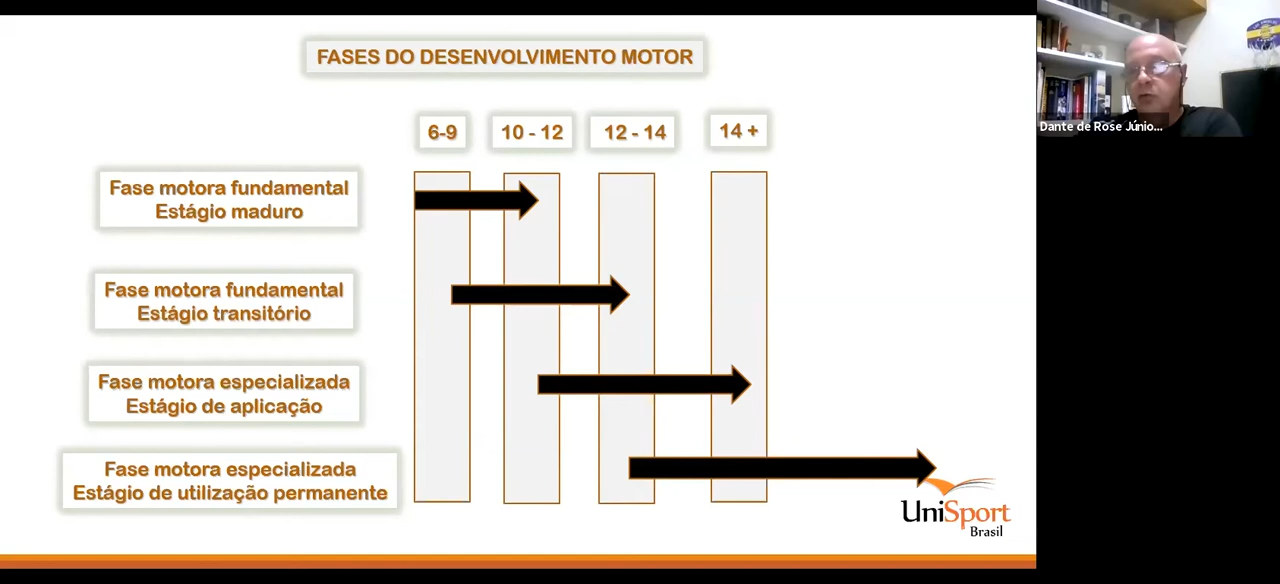 FASES DO DESENVOLVIMENTO MOTOR
Dante de Rose Júnio...
6-9
10 - 12
12 - 14
14 +
Fase motora fundamental
Estágio maduro
Fase motora fundamental
Estágio transitório
Fase motora especializada
Estágio de aplicação
Fase motora especializada
Estágio de utilização permanente
UniSport
Brasil